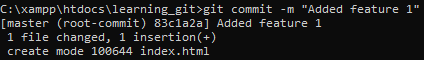 C:\xampp\htdocs\learning_git>git commit -m "Added feature 1"
[master (root-commit) 83c1a2a] Added feature 1
 1 file changed, 1 insertion(+)
 create mode 100644 index.html